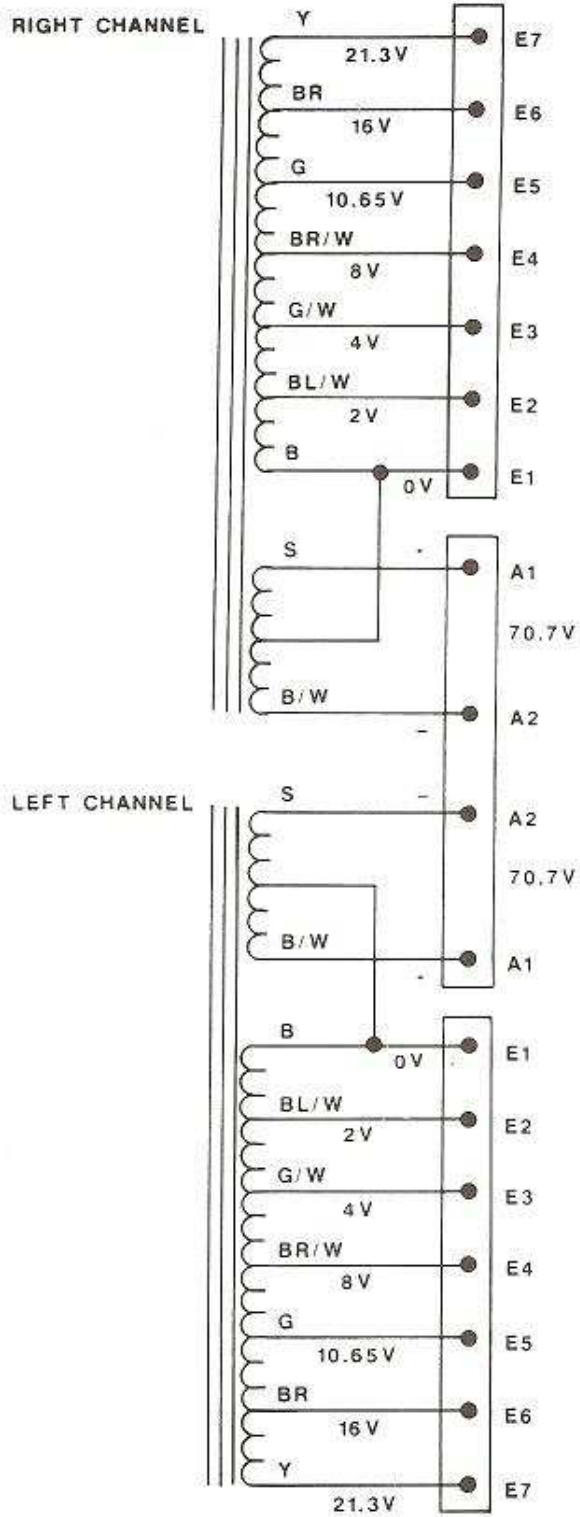 RIGHT CHANNEL
Y
21.3V
E7
BR
16V
E6
G
10.65V
E5
BR/W
8V
E4
G/W
4V
E3
BL/W
2V
E2
B
0V
E1
S
A1
70.7V
B/W
–
A2
LEFT CHANNEL
S
–
A2
70.7V
B/W
A1
B
0V
E1
BL/W
2V
E2
G/W
4V
E3
BR/W
8V
E4
G
10.65V
E5
BR
16V
E6
Y
21.3V
E7